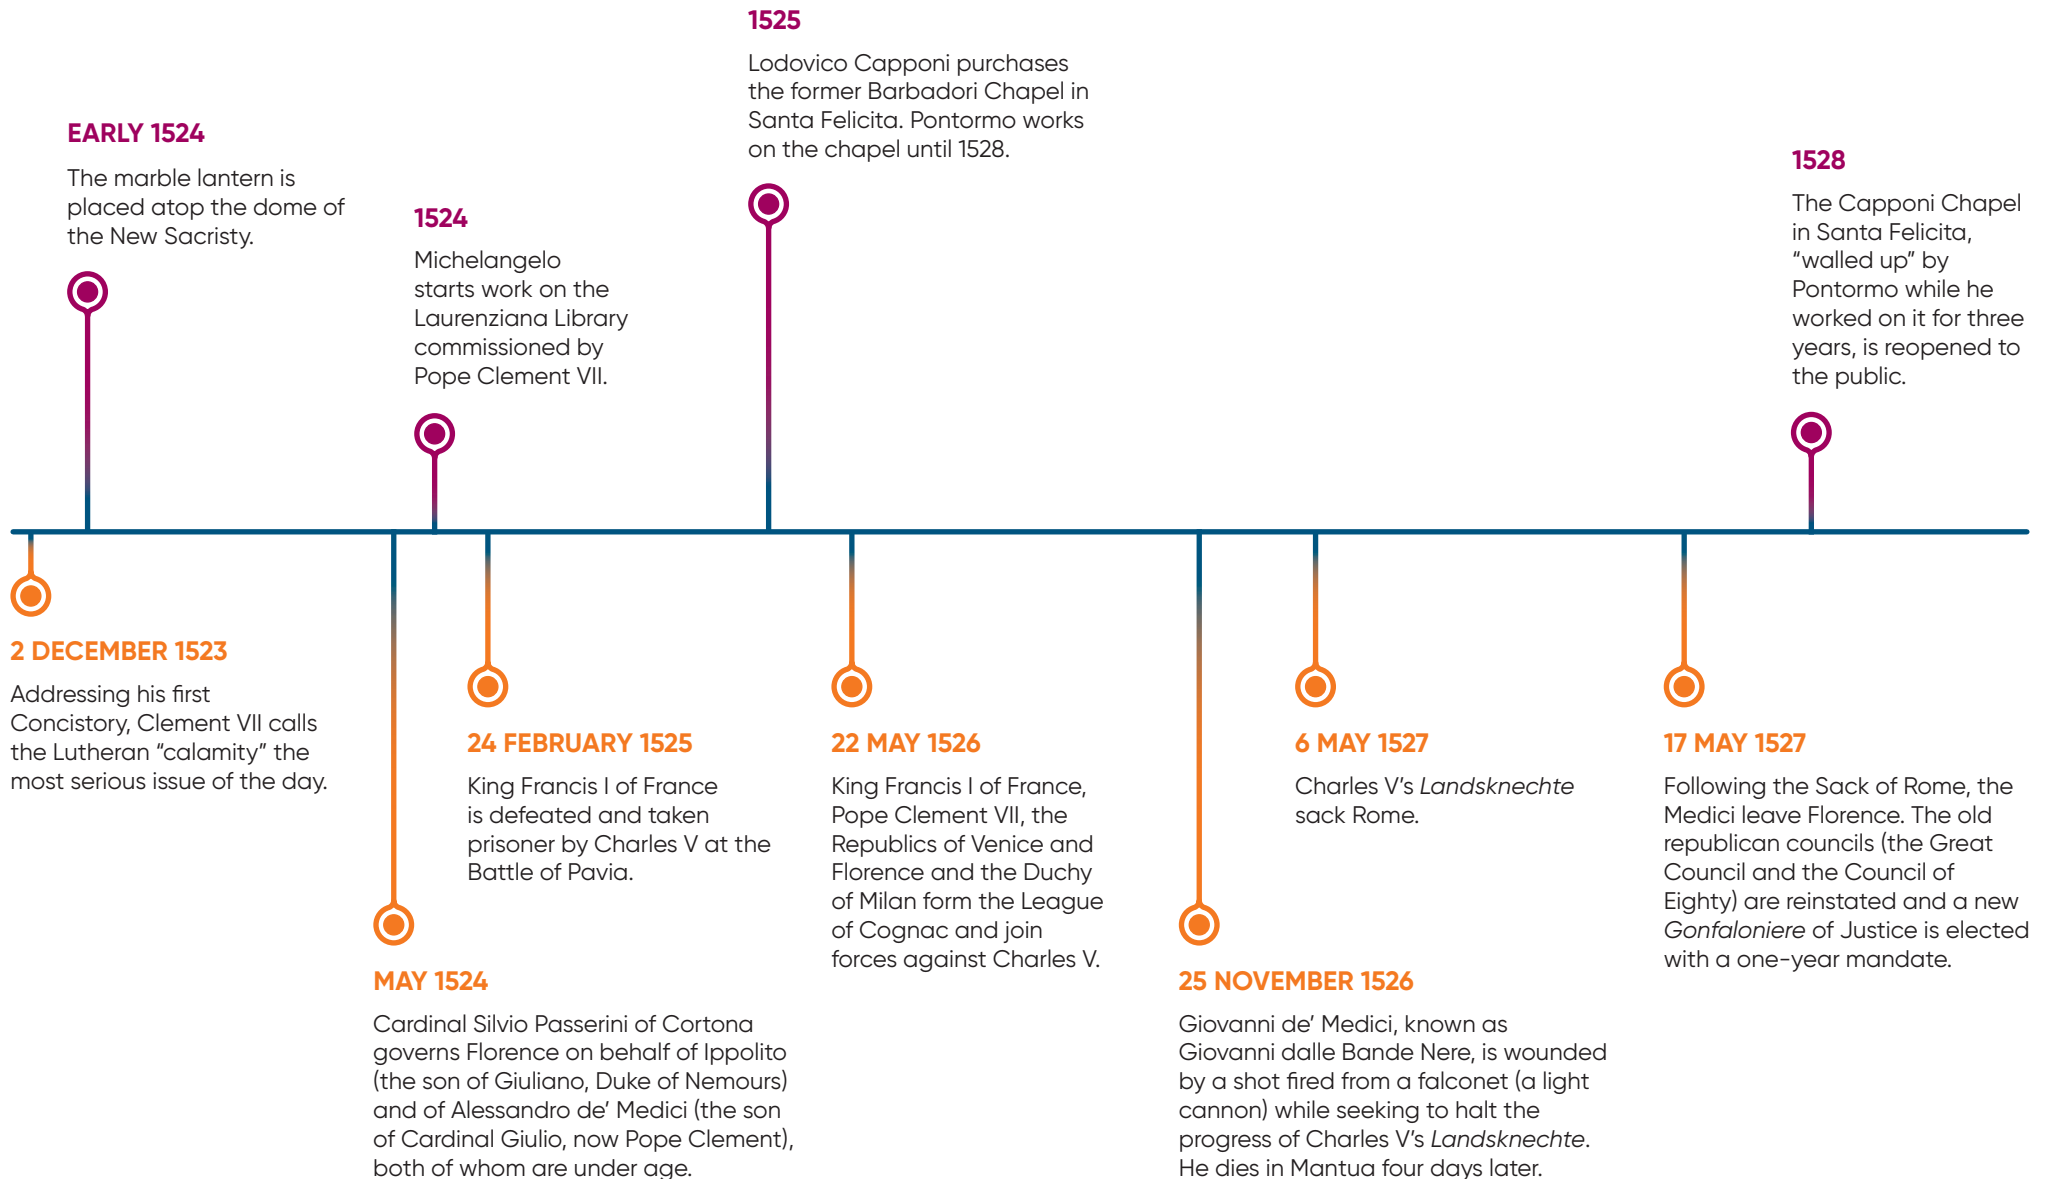 EARLY 1524
The marble lantern is
placed atop the dome of
the New Sacristy.
1524
Michelangelo
starts work on the
Laurenziana Library
commissioned by
Pope Clement VII.
1525
Lodovico Capponi purchases
the former Barbadori Chapel in
Santa Felicita. Pontormo works
on the chapel until 1528.
1528
The Capponi Chapel
in Santa Felicita,
“walled up” by
Pontormo while he
worked on it for three
years, is reopened to
the public.
2 DECEMBER 1523
Addressing his first
Concistory, Clement VII calls
the Lutheran “calamity” the
most serious issue of the day.
MAY 1524
Cardinal Silvio Passerini of Cortona
governs Florence on behalf of Ippolito
(the son of Giuliano, Duke of Nemours)
and of Alessandro de’ Medici (the son
of Cardinal Giulio, now Pope Clement),
both of whom are under age.
24 FEBRUARY 1525
King Francis I of France
is defeated and taken
prisoner by Charles V at the
Battle of Pavia.
22 MAY 1526
King Francis I of France,
Pope Clement VII, the
Republics of Venice and
Florence and the Duchy
of Milan form the League
of Cognac and join
forces against Charles V.
25 NOVEMBER 1526
Giovanni de’ Medici, known as
Giovanni dalle Bande Nere, is wounded
by a shot fired from a falconet (a light
cannon) while seeking to halt the
progress of Charles V’s Landsknechte.
He dies in Mantua four days later.
6 MAY 1527
Charles V’s Landsknechte
sack Rome.
17 MAY 1527
Following the Sack of Rome, the
Medici leave Florence. The old
republican councils (the Great
Council and the Council of
Eighty) are reinstated and a new
Gonfaloniere of Justice is elected
with a one-year mandate.